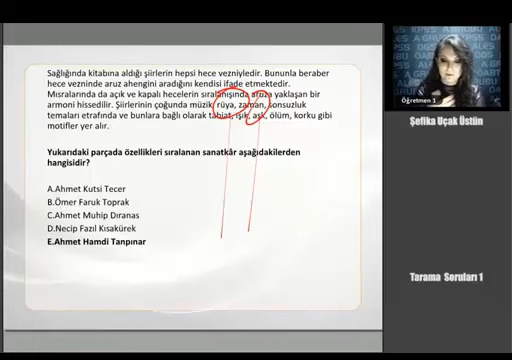 Sağlığında kitabına aldığı şiirlerin hepsi hece vezniyledir. Bununla beraber
hece vezninde aruz ahengini aradığını kendisi ifade etmektedir.
Mısralarında da açık ve kapalı hecelerin sıralanışında aruza yaklaşan bir
armoni hissedilir. Şiirlerinin çoğunda müzik, rüya, zaman, sonsuzluk
temaları etrafında ve bunlara bağlı olarak tabiat, ışık, aşk, ölüm, korku gibi
motifler yer alır.
Yukarıdaki parçada özellikleri sıralanan sanatkâr aşağıdakilerden
hangisidir?
A.Ahmet Kutsi Tecer
B.Ömer Faruk Toprak
C.Ahmet Muhip Dıranas
D.Necip Fazıl Kısakürek
E.Ahmet Hamdi Tanpınar
Öğretmen 1
Şefika Uçak Üstün
Tarama Soruları 1